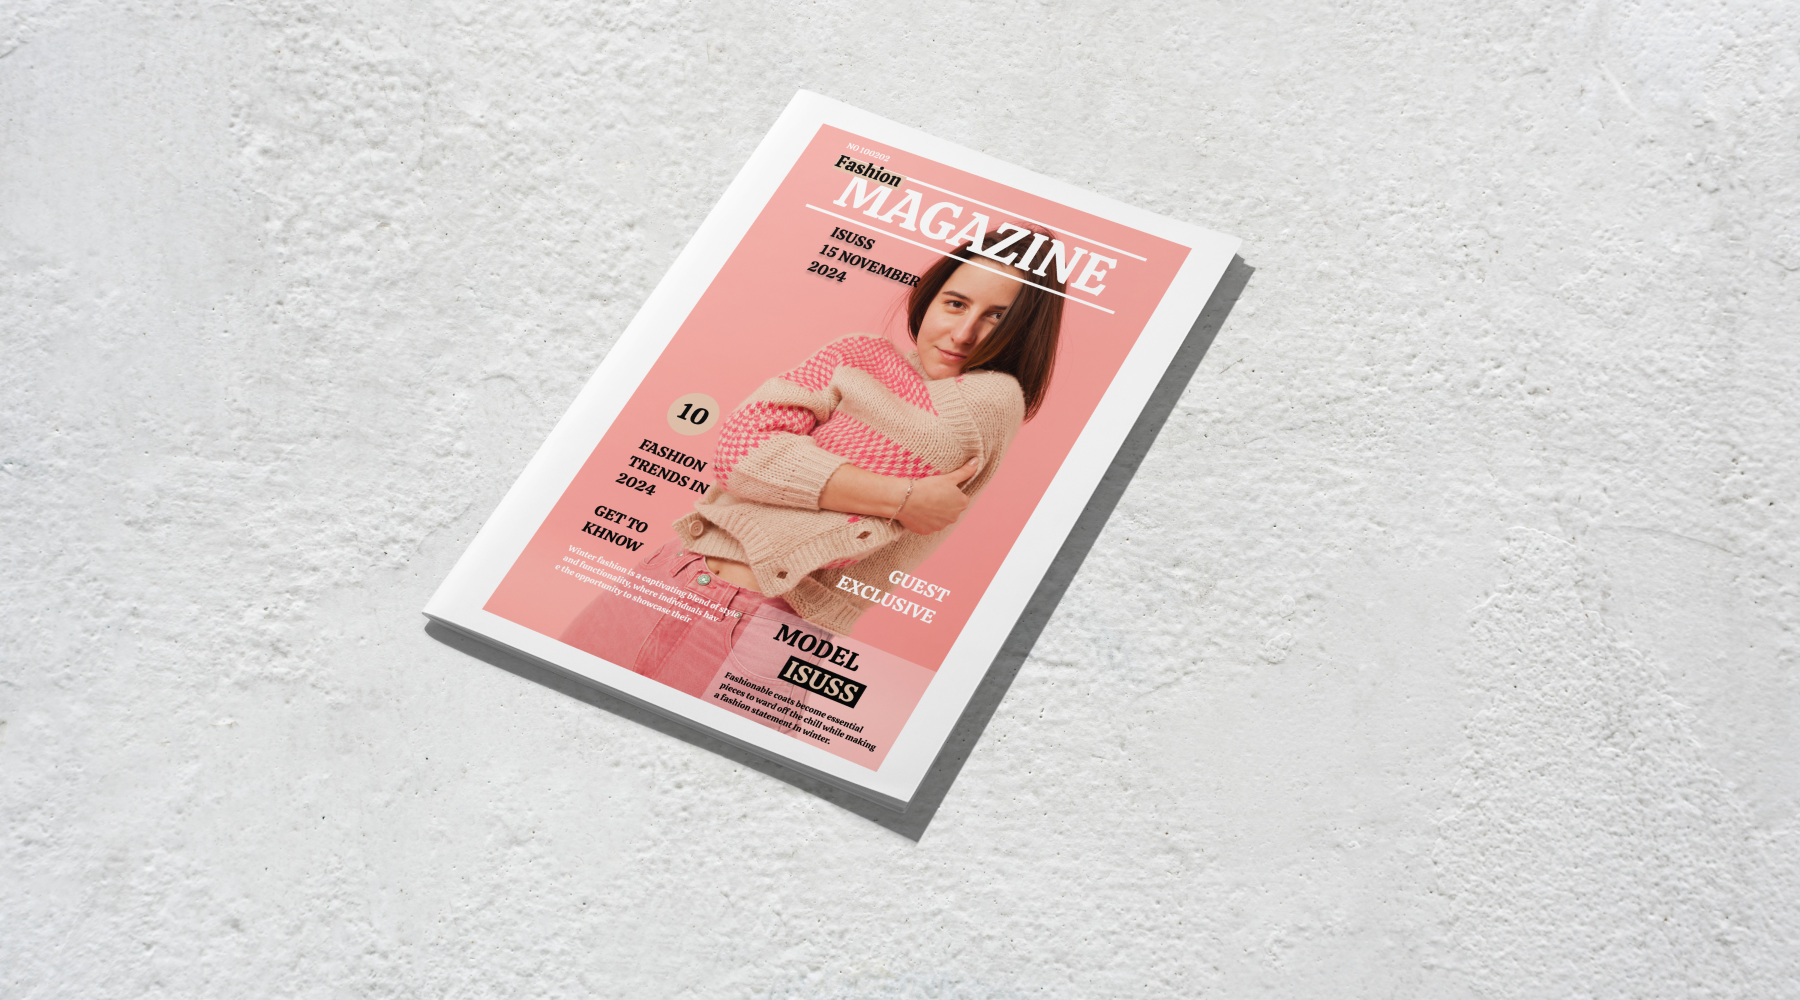 NO 100202
Fashion
MAGAZINE
ISUSS
15 NOVEMBER
2024
10
FASHION
TRENDS IN
2024
GET TO
KHNOW
Winter fashion is a captivating blend of style
and functionality, where individuals hav
e the opportunity to showcase their
GUEST
EXCLUSIVE
MODEL
ISUSS
Fashionable coats become essential
pieces to ward off the chill while making
a fashion statement in winter.